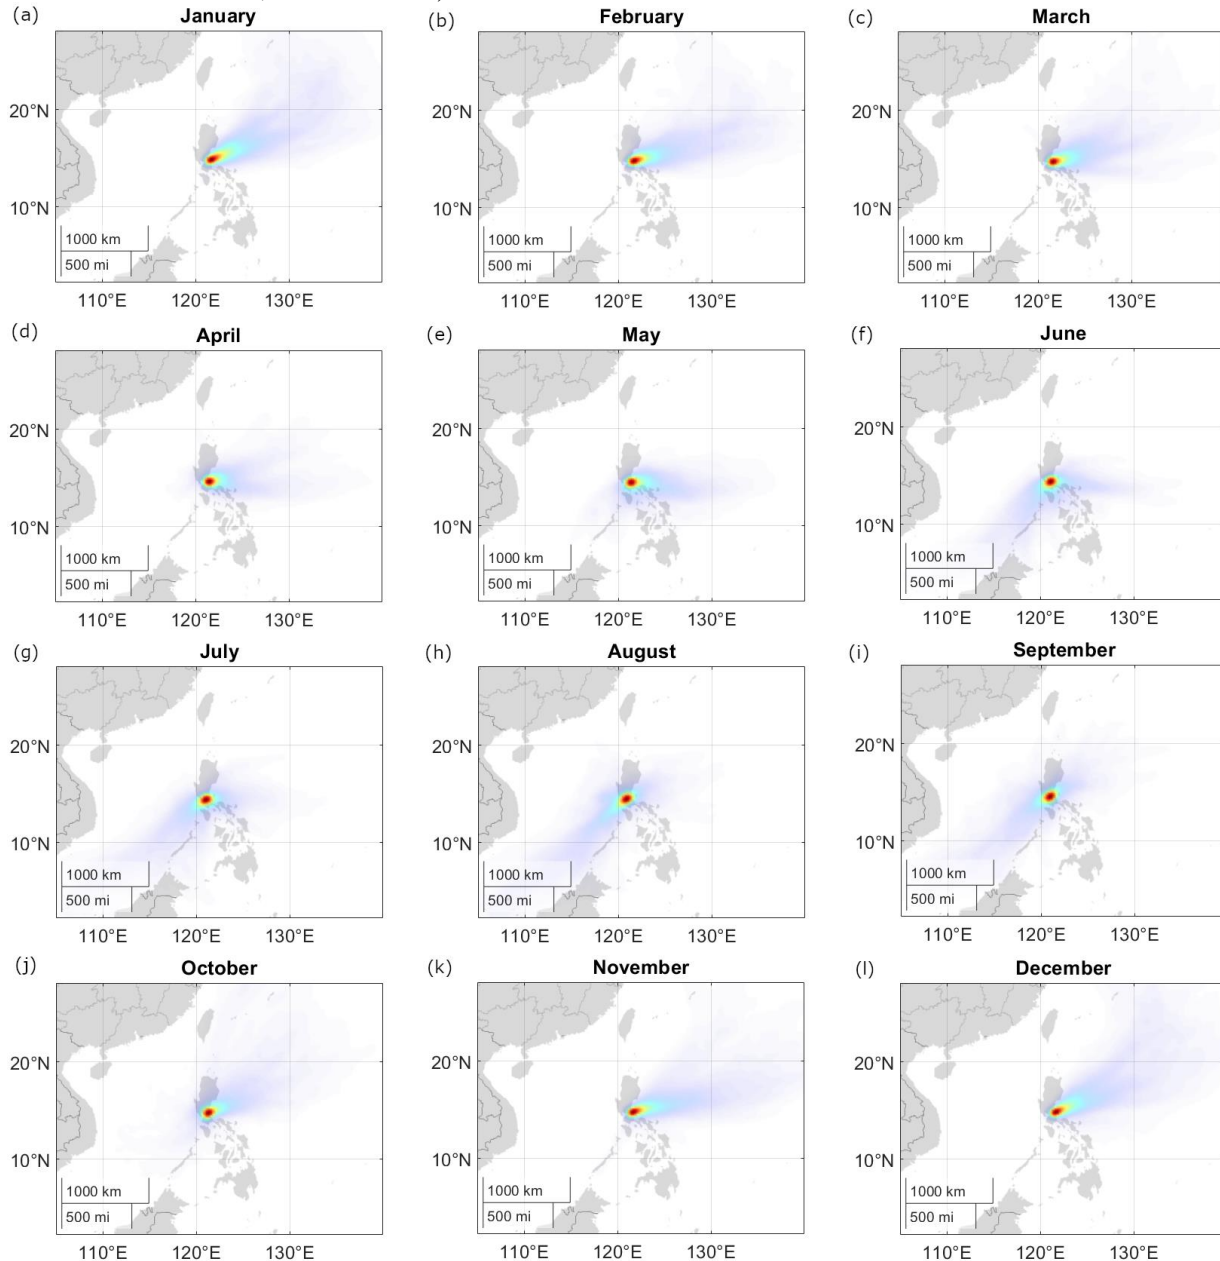 (a) January
(b) February
(c) March
20°N
10°N
1000 km
500 mi
110°E 120°E 130°E
20°N
10°N
1000 km
500 mi
110°E 120°E 130°E
20°N
10°N
1000 km
500 mi
110°E 120°E 130°E
(d) April
(e) May
(f) June
20°N
10°N
1000 km
500 mi
110°E 120°E 130°E
20°N
10°N
1000 km
500 mi
110°E 120°E 130°E
20°N
10°N
1000 km
500 mi
110°E 120°E 130°E
(g) July
(h) August
(i) September
20°N
10°N
1000 km
500 mi
110°E 120°E 130°E
20°N
10°N
1000 km
500 mi
110°E 120°E 130°E
20°N
10°N
1000 km
500 mi
110°E 120°E 130°E
(j) October
(k) November
(l) December
20°N
10°N
1000 km
500 mi
110°E 120°E 130°E
20°N
10°N
1000 km
500 mi
110°E 120°E 130°E
20°N
10°N
1000 km
500 mi
110°E 120°E 130°E